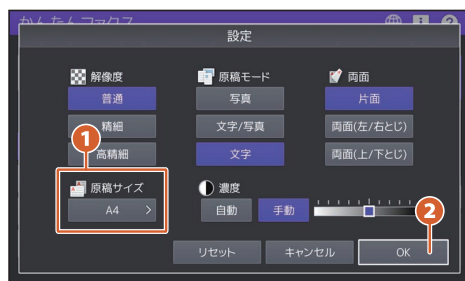 かんたんファクス
設定
解像度
原稿モード
両面
普通
写真
片面
精細
文字/写真
両面(左/右とじ)
高精細
文字
両面(上/下とじ)
1
原稿サイズ
濃度
A4 >
自動
手動
2
リセット
キャンセル
OK